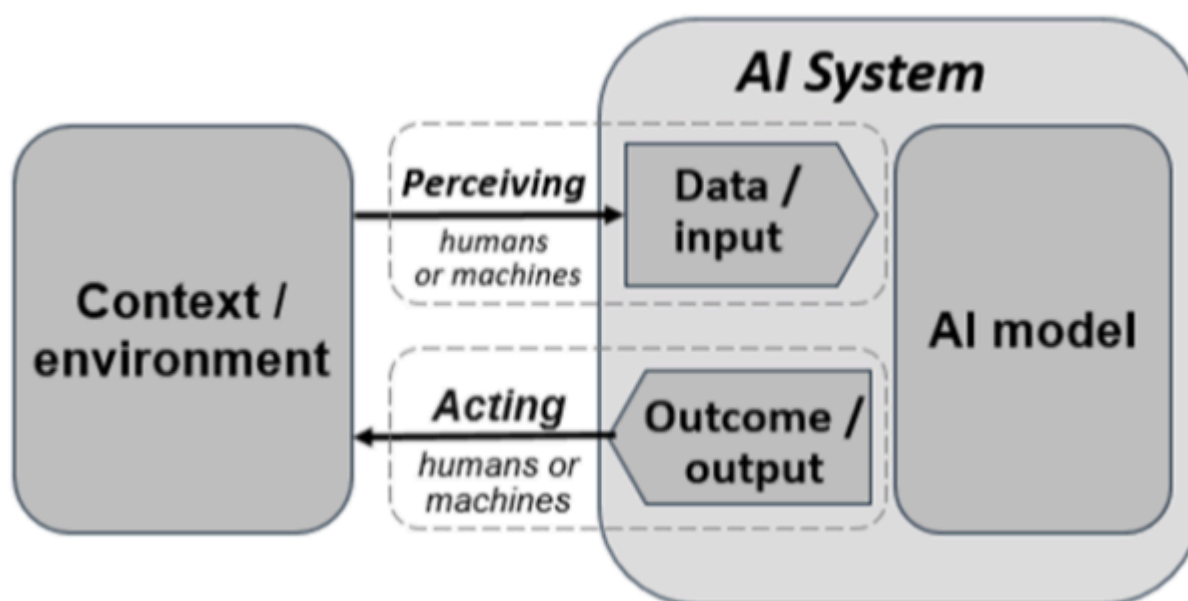 AI System
Perceiving
humans
or machines
Data /
input
Context /
environment
AI model
Acting
humans or
machines
Outcome /
output